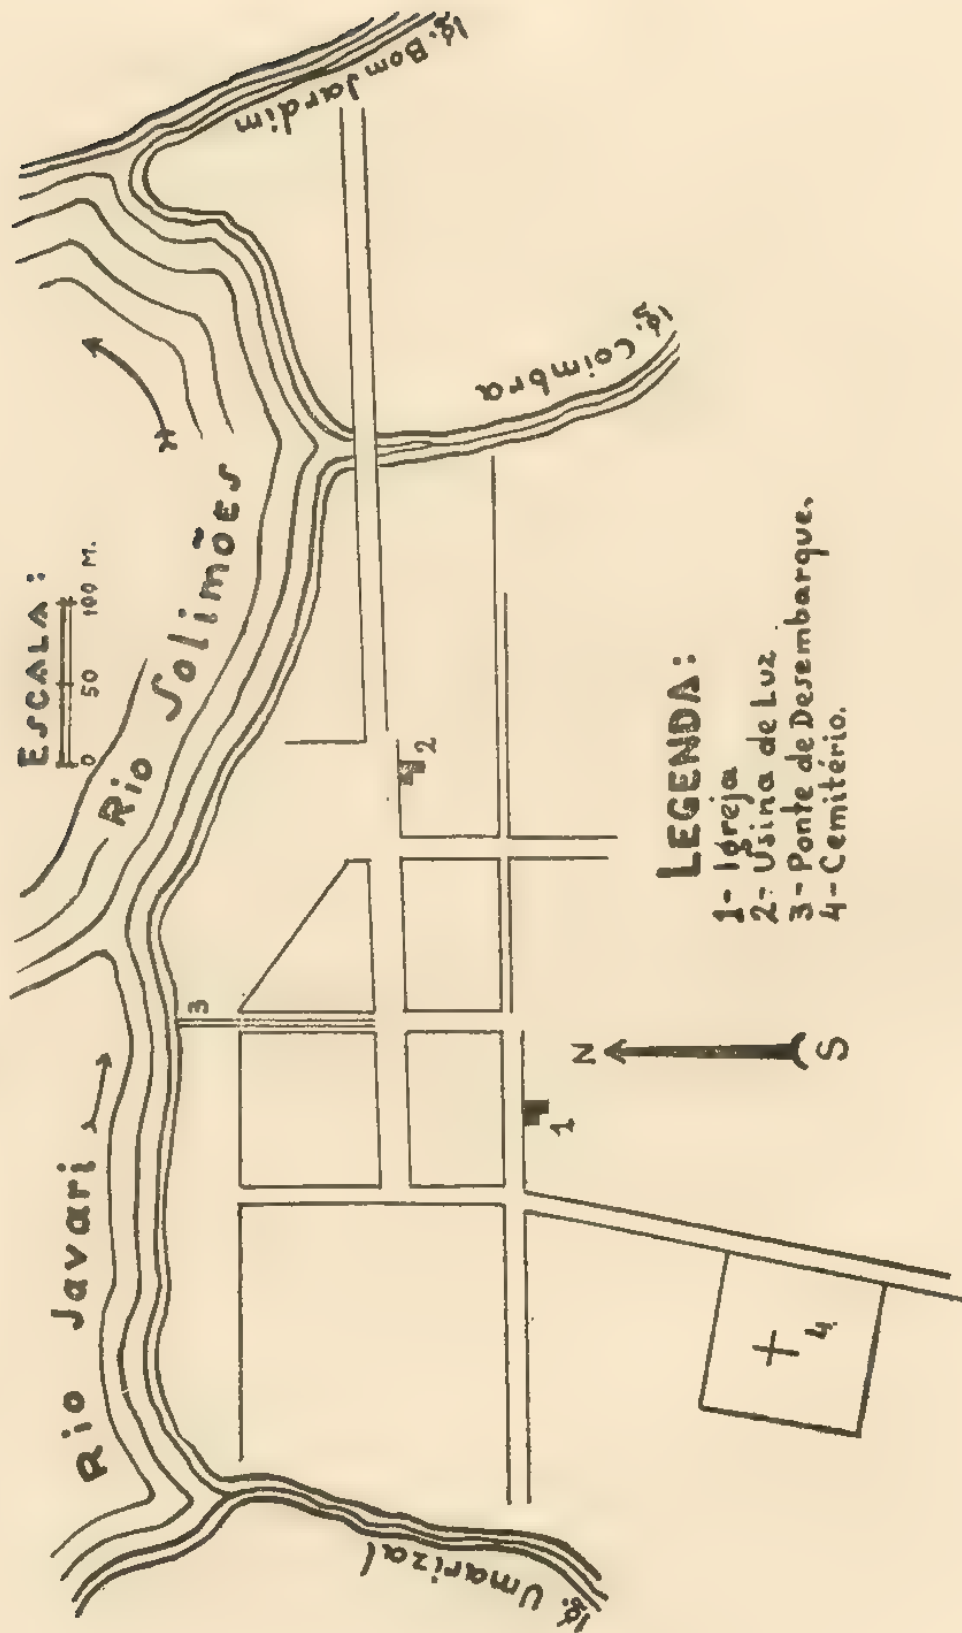 ESCALA:
0 50 100 M.
Rio Javari
Rio Solimões
Ig. Bom Jardim
Ig. Coimbra
Ig. Umarizal
3
2
1
N
S
4
LEGENDA:
1- Igreja
2- Usina de Luz
3- Ponte de Desembarque.
4- Cemitério.